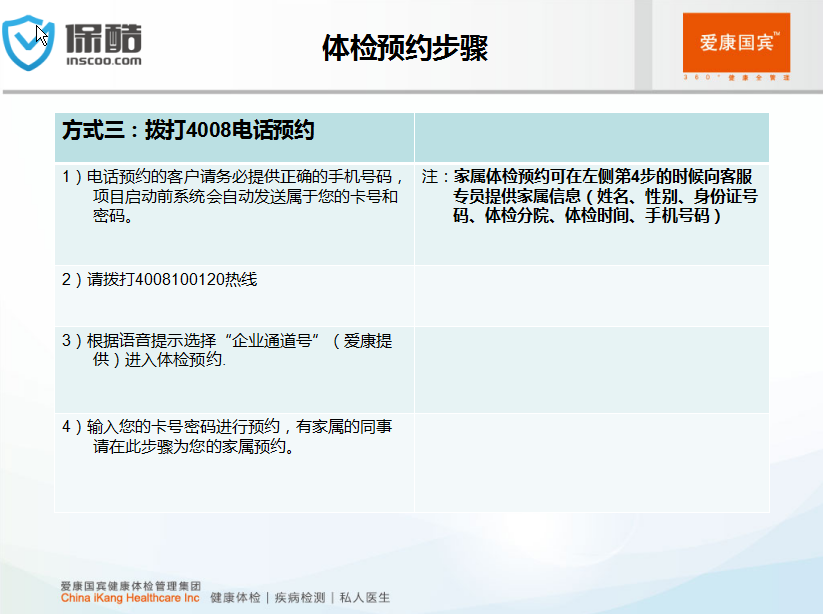 保酷
inscoo.com
体检预约步骤
爱康国宾™
360°健康全管理
方式三：拨打4008电话预约
1）电话预约的客户请务必提供正确的手机号码，
项目启动前系统会自动发送属于您的卡号和
密码。
注：家属体检预约可在左侧第4步的时候向客服
专员提供家属信息（姓名、性别、身份证号
码、体检分院、体检时间、手机号码）
2）请拨打4008100120热线
3）根据语音提示选择“企业通道号”（爱康提
供）进入体检预约.
4）输入您的卡号密码进行预约，有家属的同事
请在此步骤为您的家属预约。
爱康国宾健康体检管理集团
China iKang Healthcare Inc 健康体检｜疾病检测｜私人医生